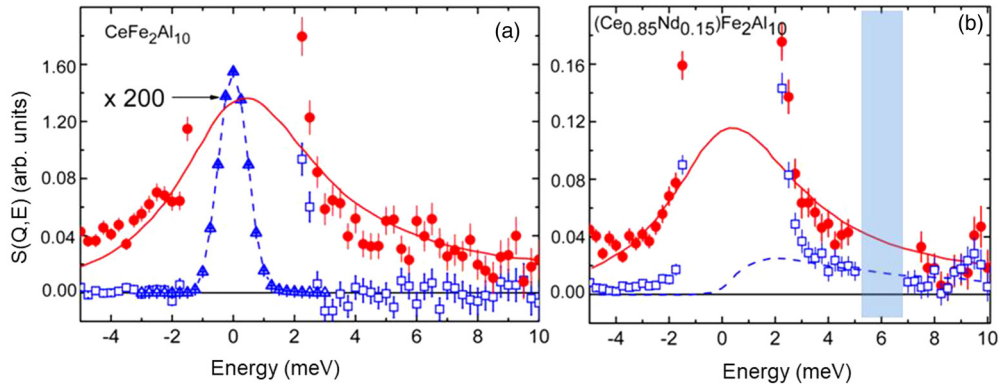 CeFe₂Al₁₀
(a)
x 200
S(Q,E) (arb. units)
1.60
1.20
0.08
0.04
0.00
-4 -2 0 2 4 6 8 10
Energy (meV)
(Ce₀.₈₅Nd₀.₁₅)Fe₂Al₁₀
(b)
0.16
0.12
0.08
0.04
0.00
-4 -2 0 2 4 6 8 10
Energy (meV)